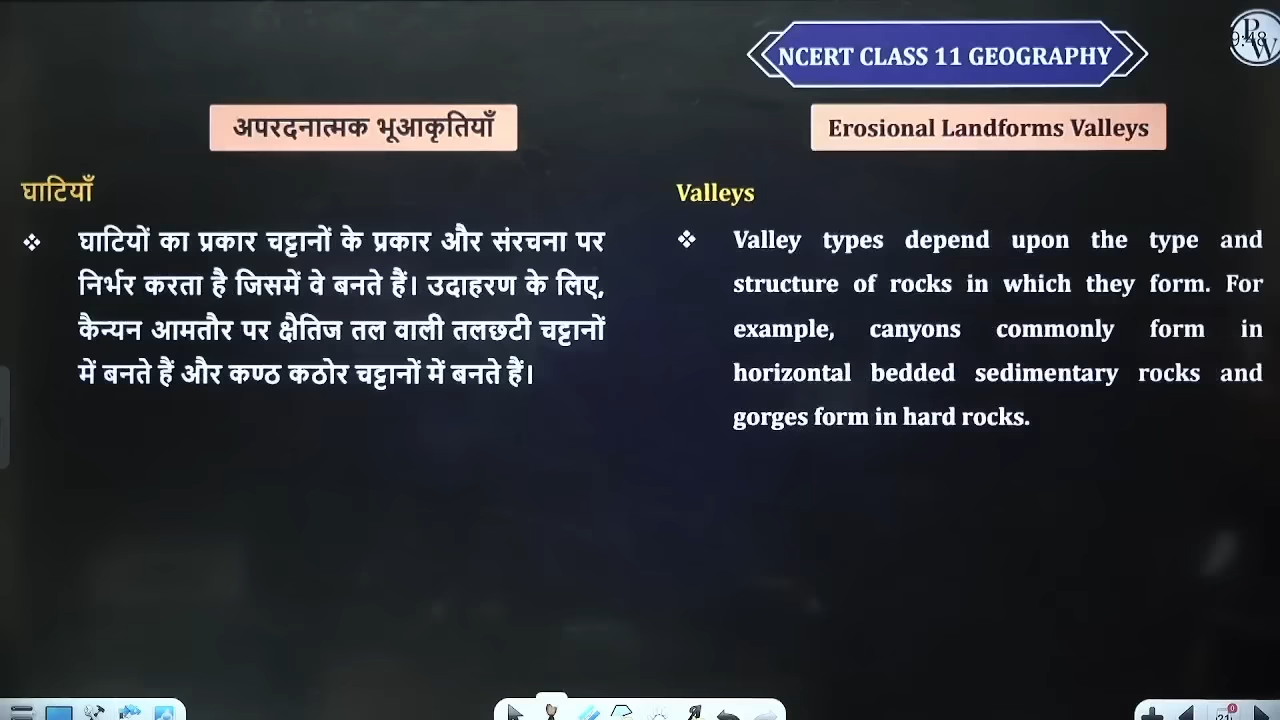 NCERT CLASS 11 GEOGRAPHY
PW
9:48
अपरदनात्मक भूआकृतियाँ
घाटियाँ
❖ घाटियों का प्रकार चट्टानों के प्रकार और संरचना पर
निर्भर करता है जिसमें वे बनते हैं। उदाहरण के लिए,
कैन्यन आमतौर पर क्षैतिज तल वाली तलछटी चट्टानों
में बनते हैं और कण्ठ कठोर चट्टानों में बनते हैं।
Erosional Landforms Valleys
Valleys
❖ Valley types depend upon the type and
structure of rocks in which they form. For
example, canyons commonly form in
horizontal bedded sedimentary rocks and
gorges form in hard rocks.